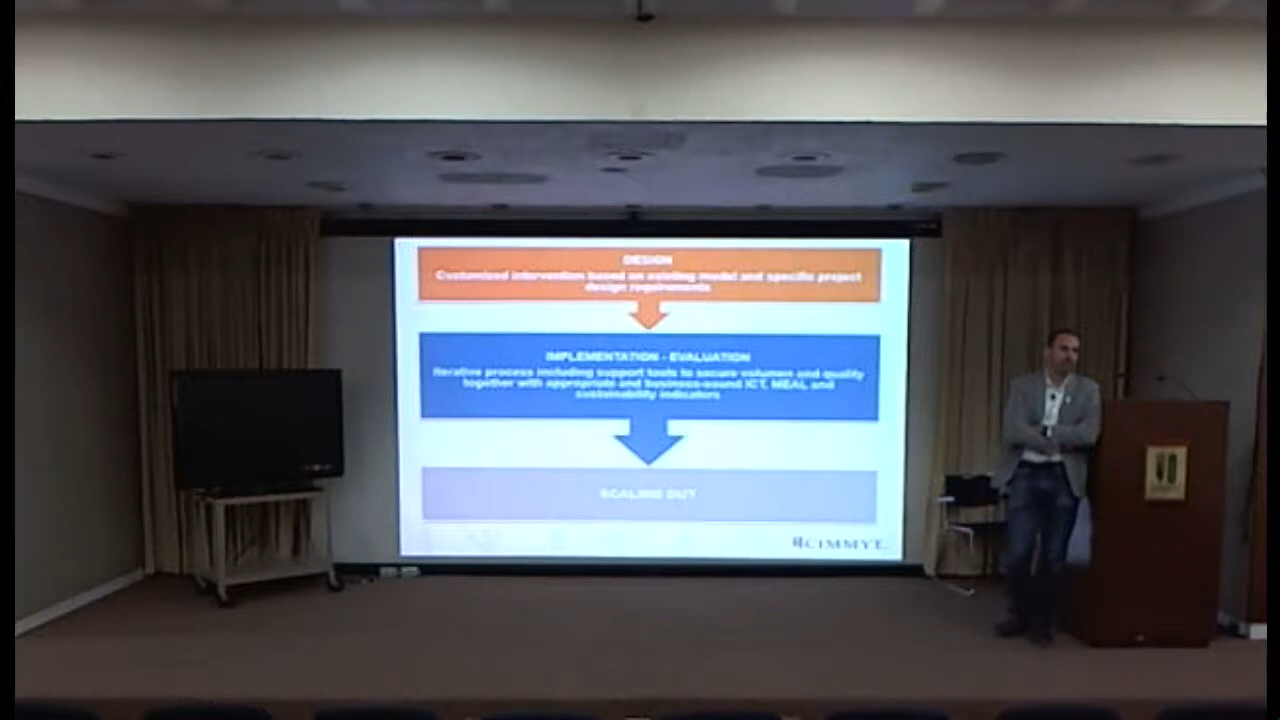 DESIGN
Customized intervention based on existing model and specific project
design requirements
IMPLEMENTATION - EVALUATION
Iterative process including support tools to secure volumen and quality
together with appropriate and business-sound ICT, MEAL and
sustainability indicators
SCALING OUT
CIMMYT